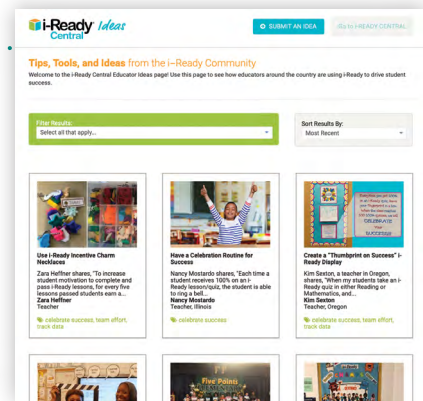 i-Ready Ideas
Central
SUBMIT AN IDEA
Go to i-READY CENTRAL
Tips, Tools, and Ideas from the i–Ready Community
Welcome to the i-Ready Central Educator Ideas page! Use this page to see how educators around the country are using i-Ready to drive student
success.
Filter Results:
Select all that apply...
Sort Results By:
Most Recent
Use i-Ready Incentive Charm
Necklaces
Zara Heffner shares, "To increase
student motivation to complete and
pass i-Ready lessons, for every five
lessons passed students earn a...
Zara Heffner
Teacher
celebrate success, team effort,
track data
Have a Celebration Routine for
Success
Nancy Mostardo shares, "Each time a
student receives 100% on an i-
Ready lesson/quiz, the student is able
to ring a bell...
Nancy Mostardo
Teacher, Illinois
celebrate success
SUCCESS!
Create a "Thumbprint on Success" i-
Ready Display
Kim Sexton, a teacher in Oregon,
shares, "When my students take an i-
Ready quiz in either Reading or
Mathematics, and...
Kim Sexton
Teacher, Oregon
celebrate success, team effort,
track data
Five Points